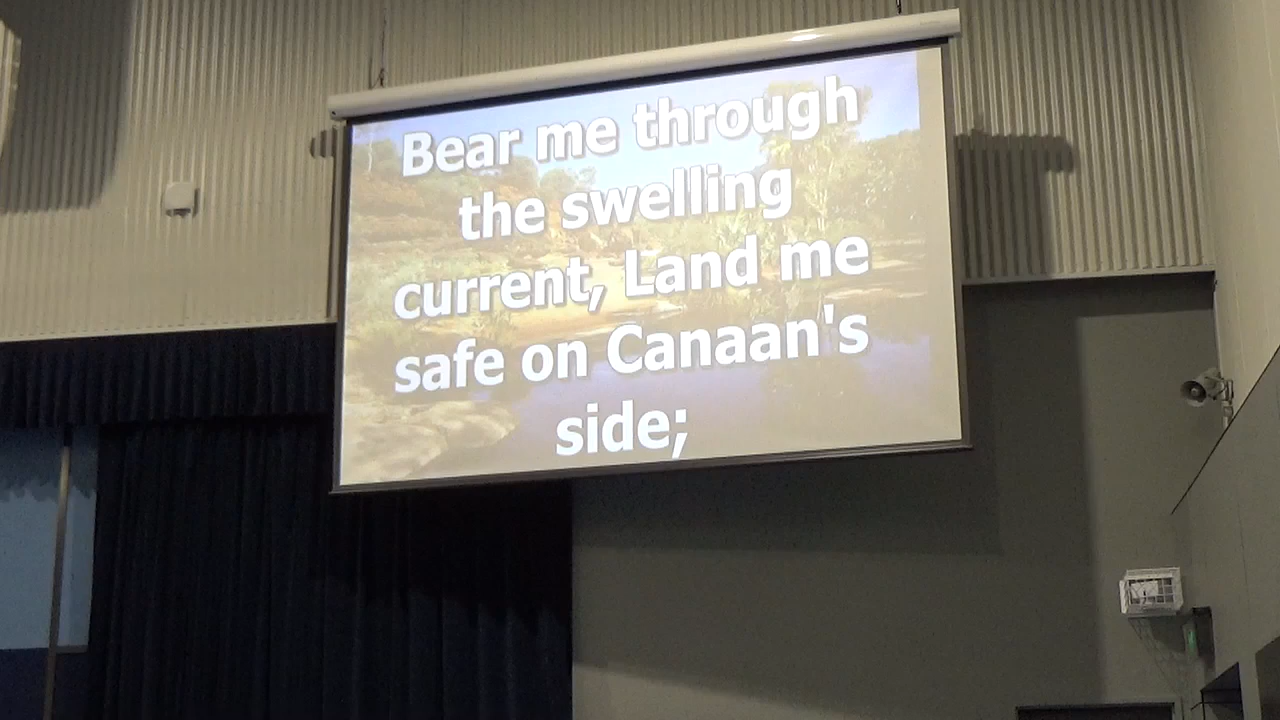 Bear me through
the swelling
current, Land me
safe on Canaan's
side;